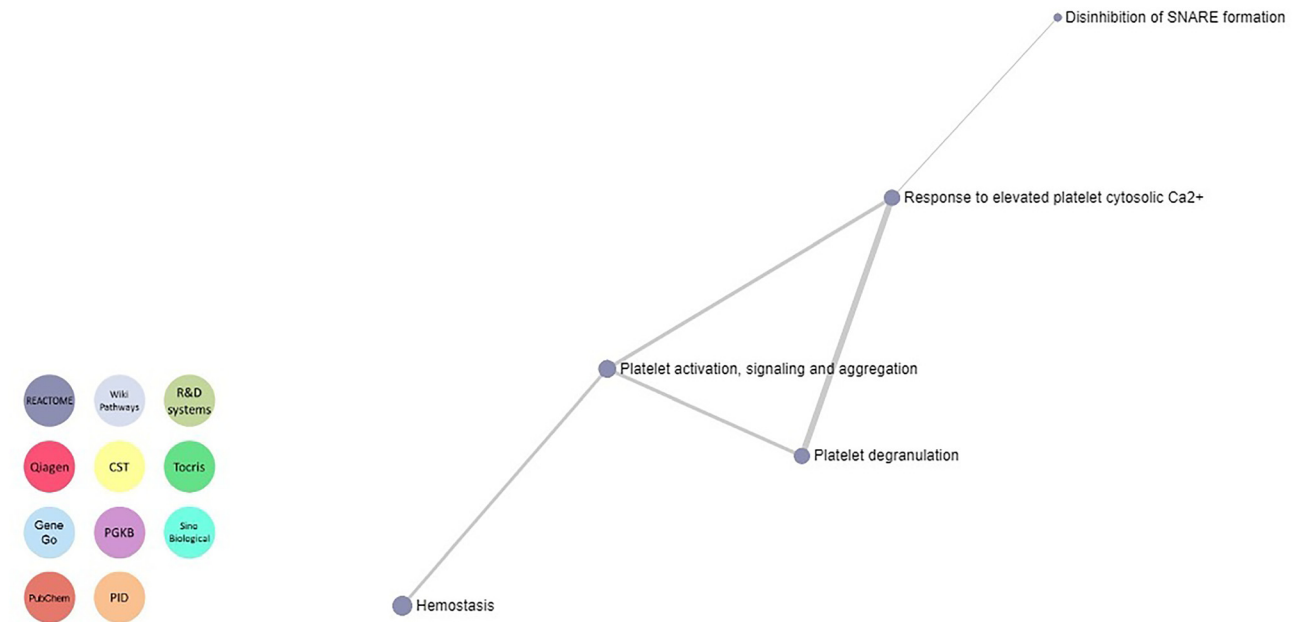 Disinhibition of SNARE formation
Response to elevated platelet cytosolic Ca2+
Platelet activation, signaling and aggregation
Platelet degranulation
Hemostasis
REACTOME
Wiki
Pathways
R&D
systems
Qiagen
CST
Tocris
Gene
Go
PGKB
Sino
Biological
PubChem
PID